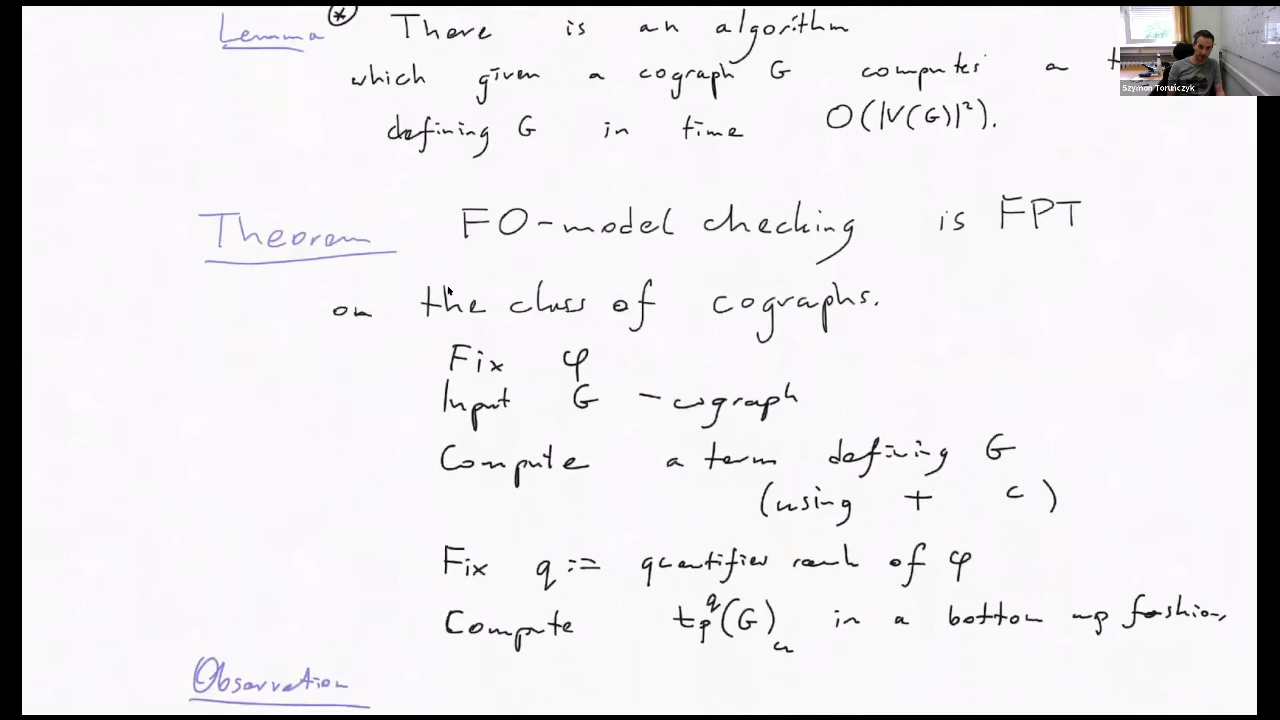 Lemma (*) There is an algorithm
which given a cograph G computes a
defining G in time O(|V(G)|²).
Szymon Toruńczyk
Theorem FO-model checking is FPT
on the class of cographs.
Fix φ
Input G - cograph
Compute a term defining G
(using + c)
Fix q := quantifier rank of φ
Compute tp^q(G) in a bottom up fashion,
Observation